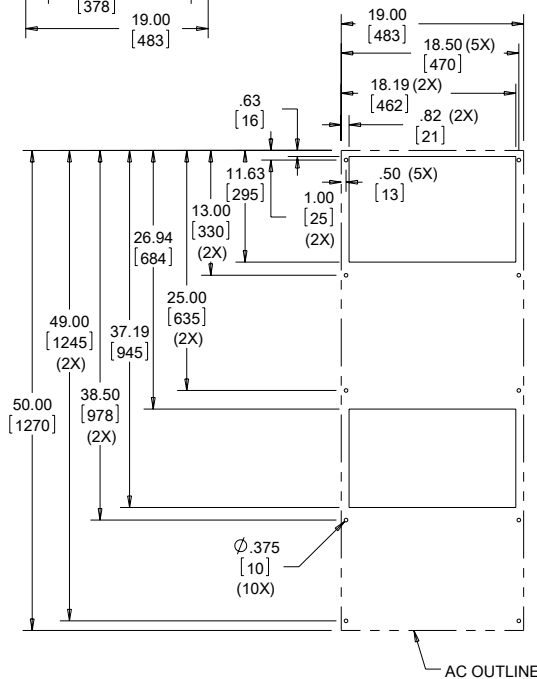 [378]
19.00
[483]
19.00
[483]
18.50 (5X)
[470]
18.19 (2X)
[462]
.63
[16]
.82 (2X)
[21]
11.63
[295]
1.00
[25]
(2X)
.50 (5X)
[13]
13.00
[330]
(2X)
26.94
[684]
25.00
[635]
(2X)
49.00
[1245]
(2X)
37.19
[945]
38.50
[978]
(2X)
50.00
[1270]
Ø.375
[10]
(10X)
AC OUTLINE